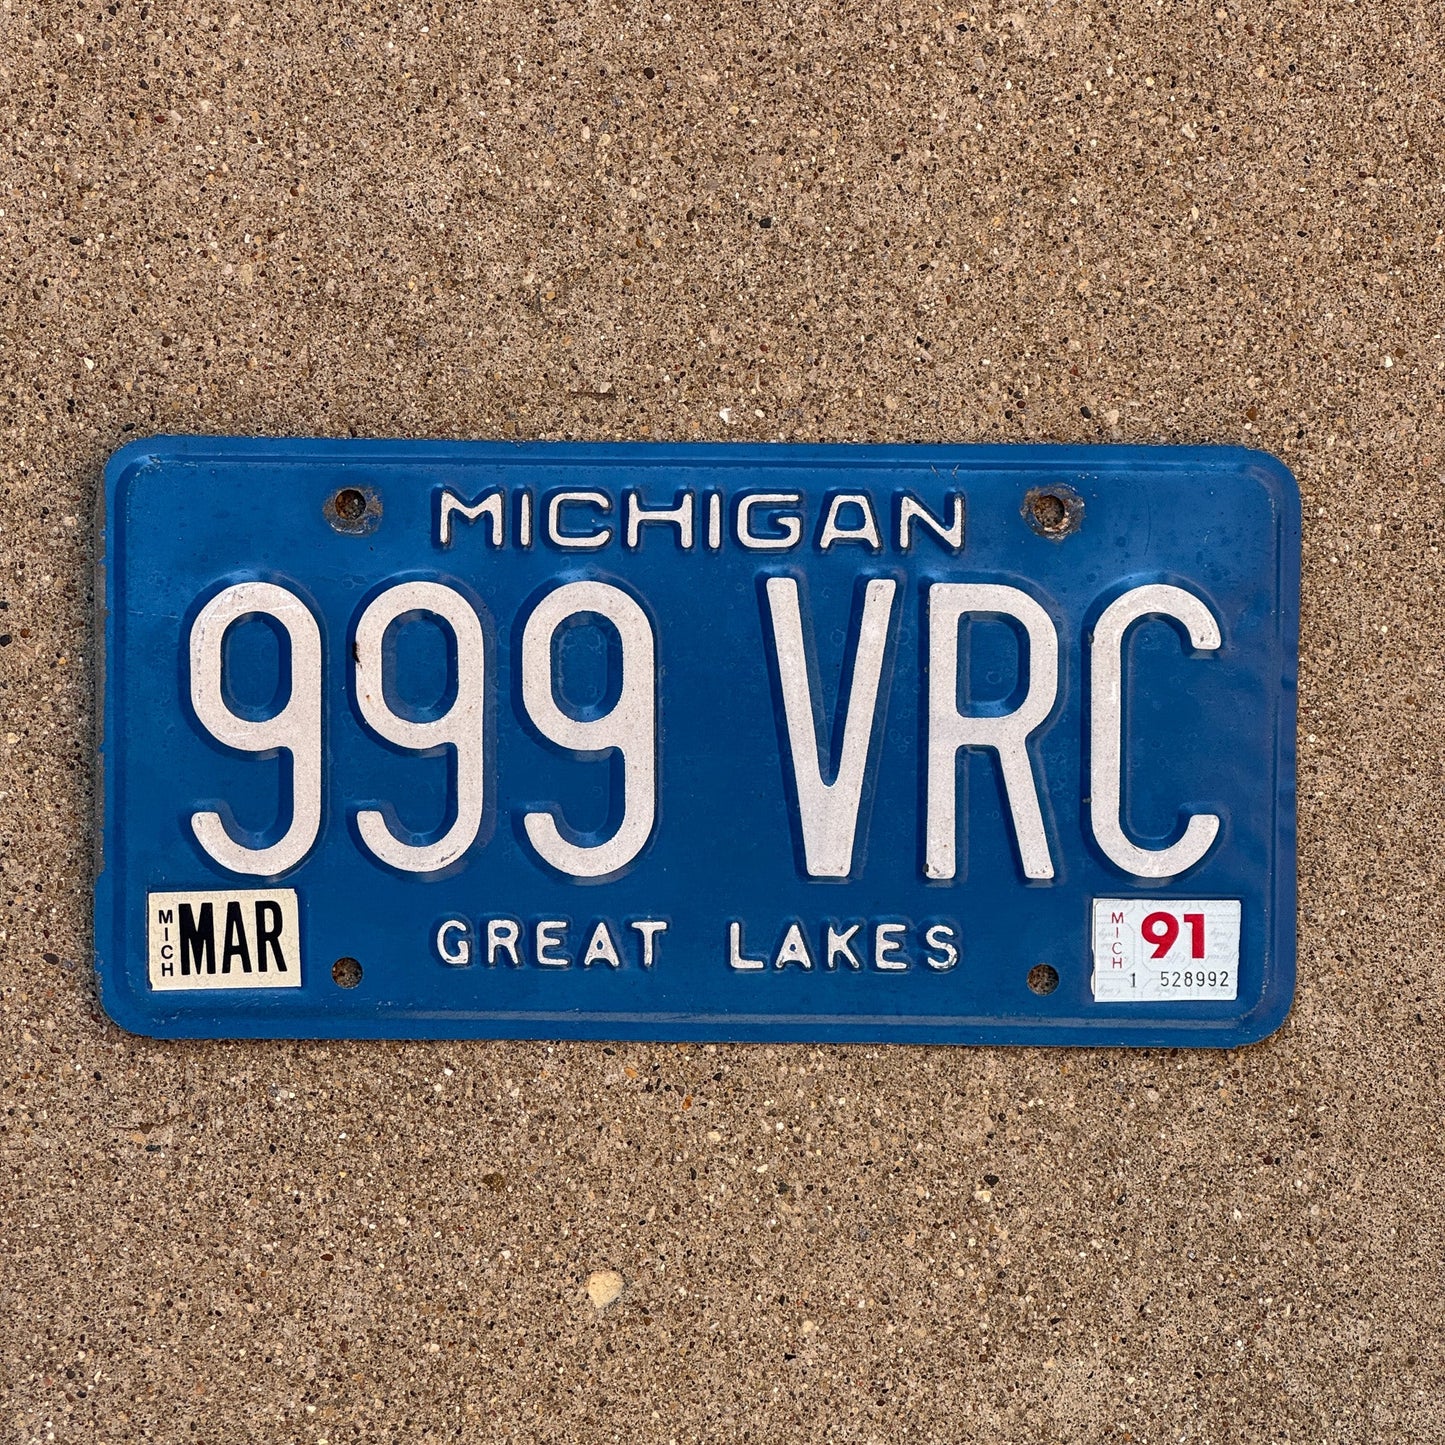 MICHIGAN
999 VRC
MICH MAR
GREAT LAKES
MICH 91
1 528992